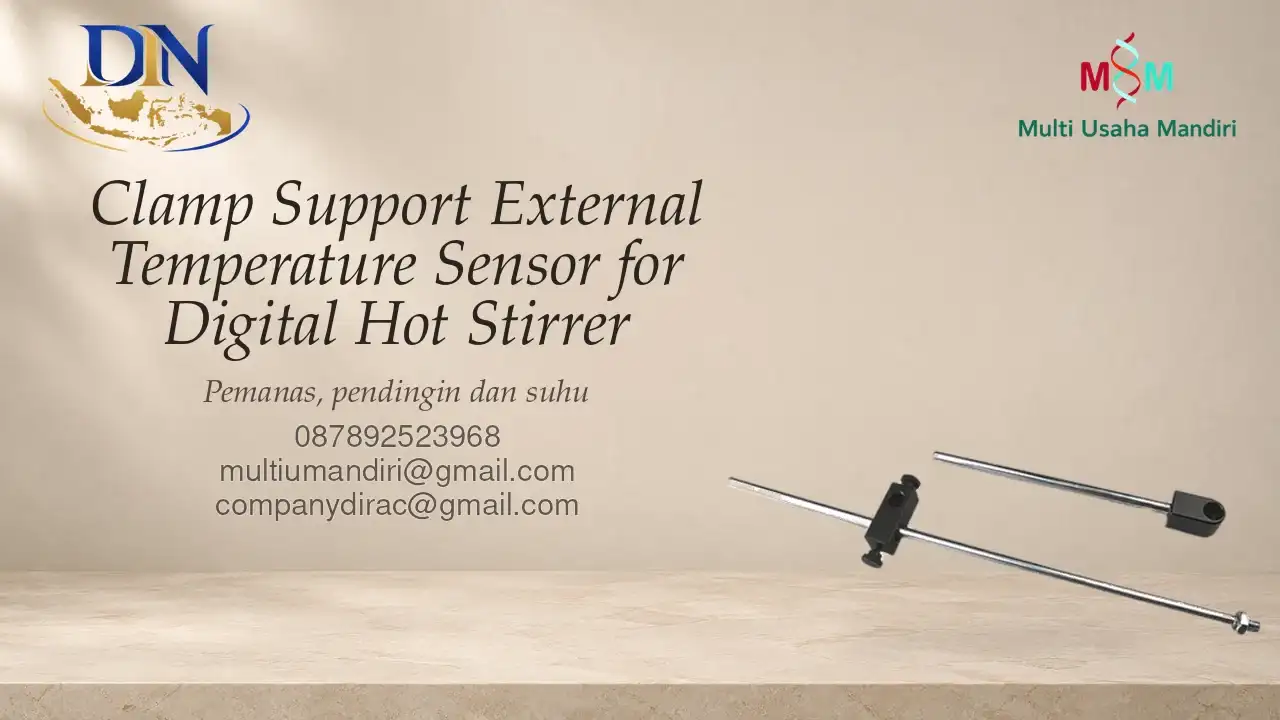 DIN
M M
Multi Usaha Mandiri
Clamp Support External
Temperature Sensor for
Digital Hot Stirrer
Pemanas, pendingin dan suhu
087892523968
multiumandiri@gmail.com
companydirac@gmail.com